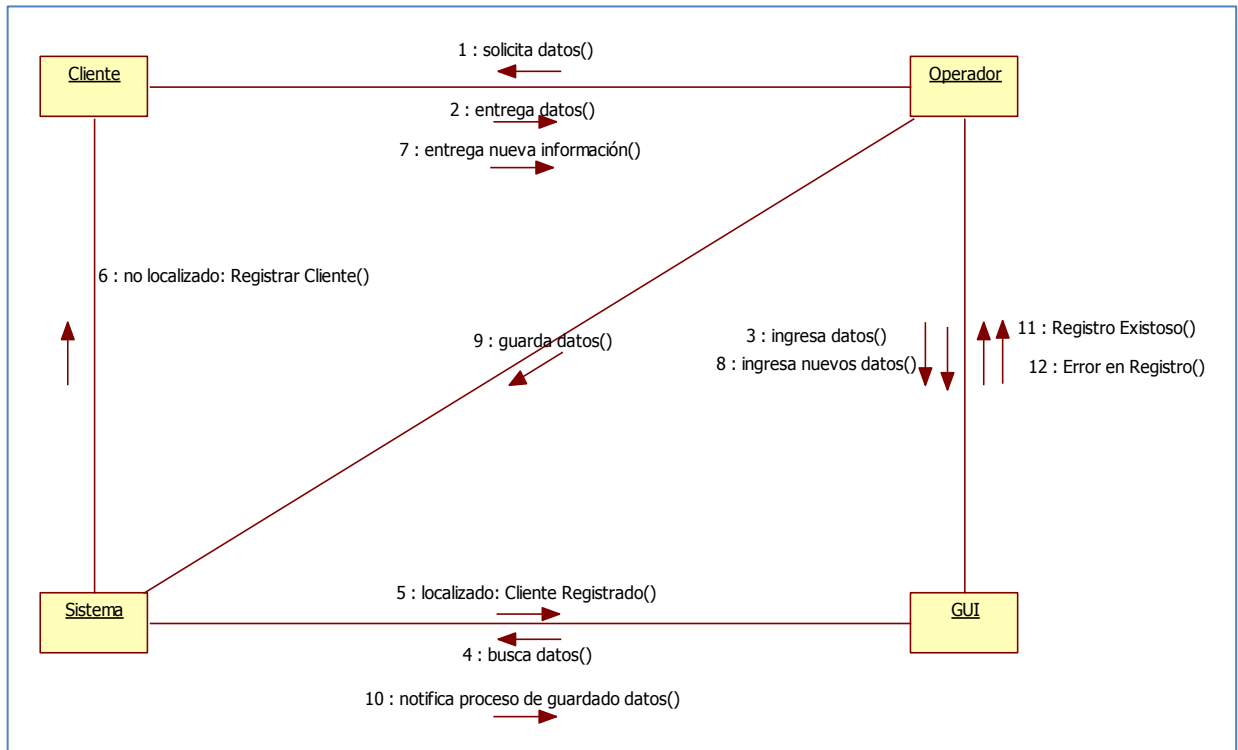 1 : solicita datos()
Cliente
Operador
2 : entrega datos()
7 : entrega nueva información()
6 : no localizado: Registrar Cliente()
9 : guarda datos()
3 : ingresa datos()
8 : ingresa nuevos datos()
11 : Registro Existoso()
12 : Error en Registro()
5 : localizado: Cliente Registrado()
Sistema
GUI
4 : busca datos()
10 : notifica proceso de guardado datos()